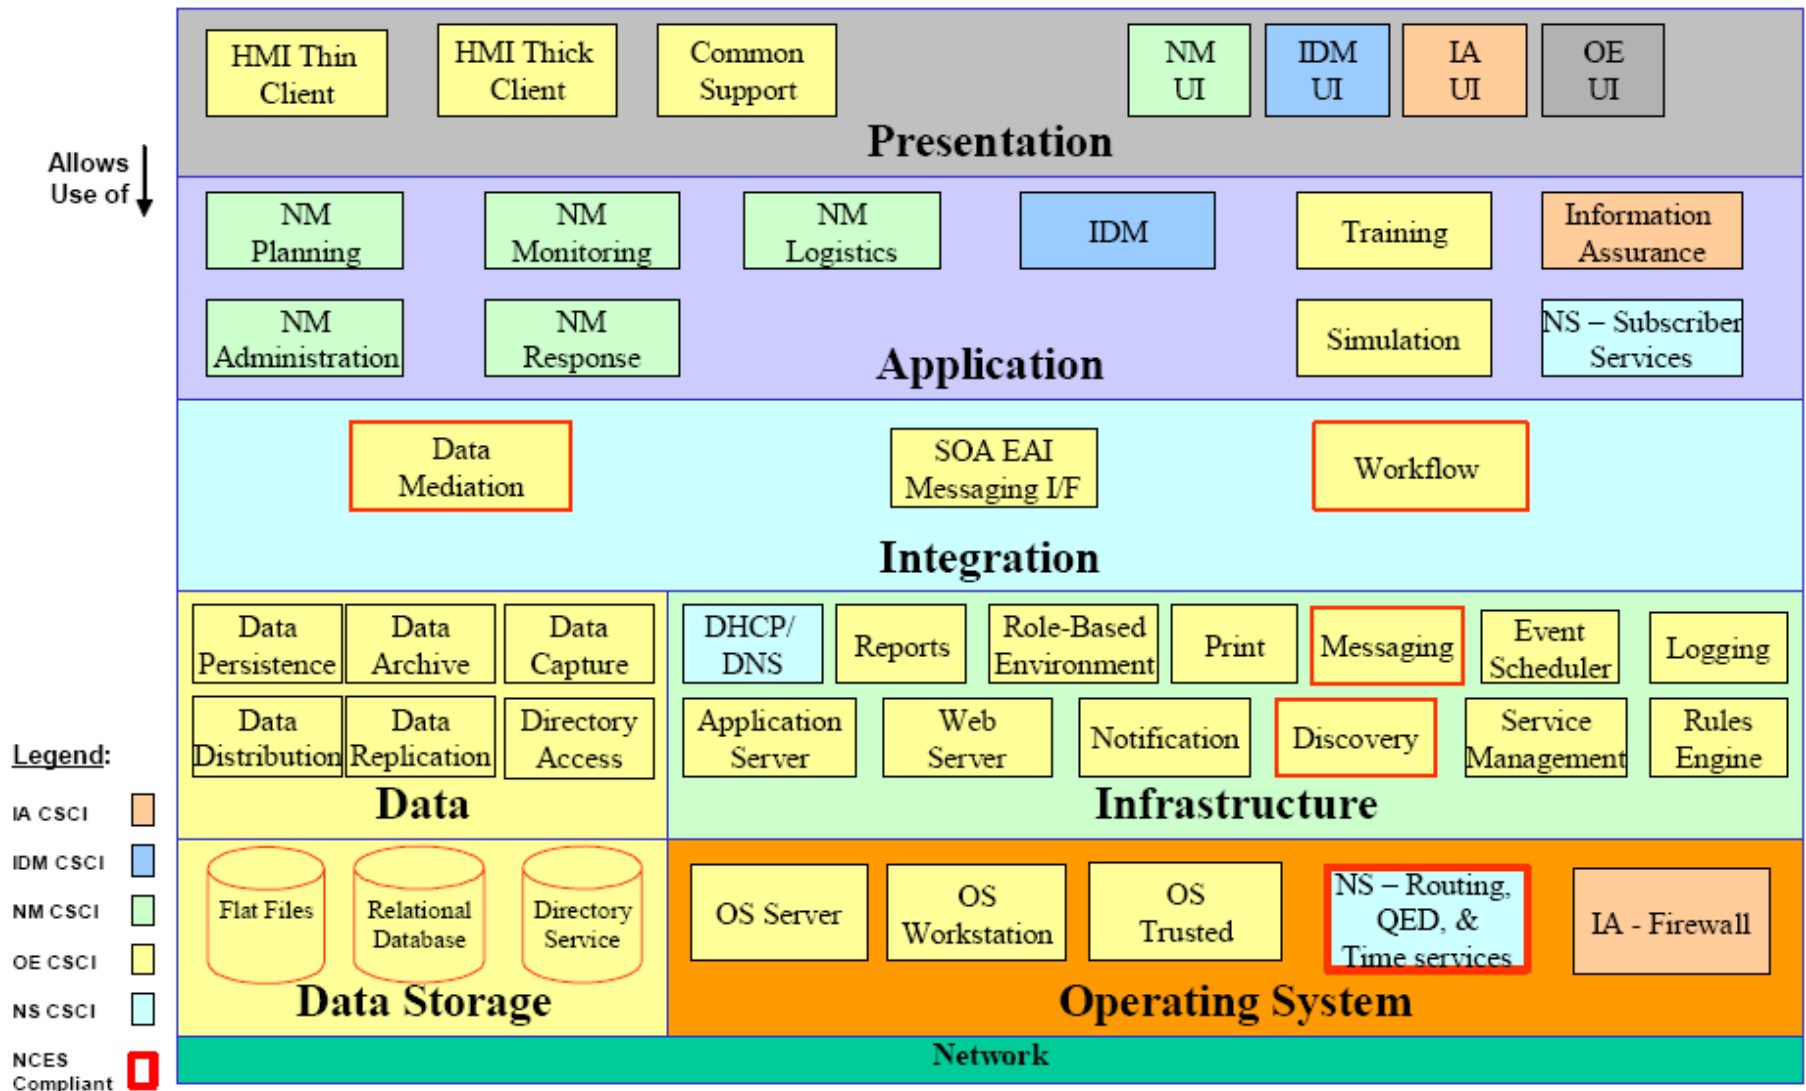 HMI Thin
Client
HMI Thick
Client
Common
Support
NM
UI
IDM
UI
IA
UI
OE
UI
Presentation
Allows
Use of
NM
Planning
NM
Monitoring
NM
Logistics
IDM
Training
Information
Assurance
NM
Administration
NM
Response
Simulation
NS – Subscriber
Services
Application
Data
Mediation
SOA EAI
Messaging I/F
Workflow
Integration
Data
Persistence
Data
Archive
Data
Capture
Data
Distribution
Data
Replication
Directory
Access
Data
DHCP/
DNS
Reports
Role-Based
Environment
Print
Messaging
Event
Scheduler
Logging
Application
Server
Web
Server
Notification
Discovery
Service
Management
Rules
Engine
Infrastructure
Flat Files
Relational
Database
Directory
Service
Data Storage
OS Server
OS
Workstation
OS
Trusted
NS – Routing,
QED, &
Time services
IA - Firewall
Operating System
Network
Legend:
IA CSCI
IDM CSCI
NM CSCI
OE CSCI
NS CSCI
NCES
Compliant